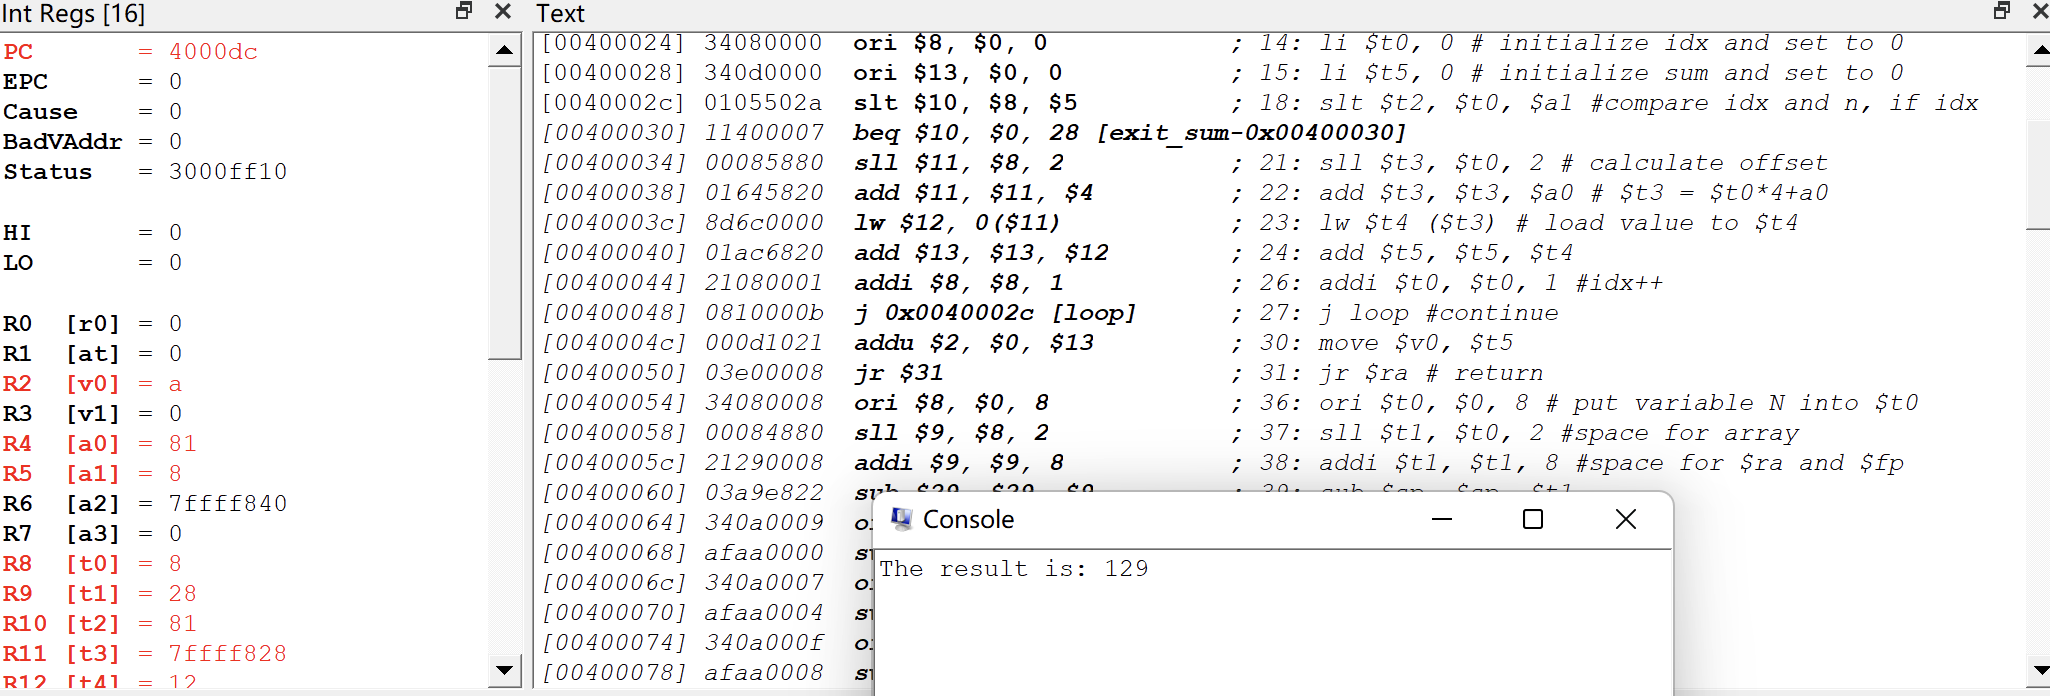 Int Regs [16]
PC = 4000dc
EPC = 0
Cause = 0
BadVAddr = 0
Status = 3000ff10
HI = 0
LO = 0
R0 [r0] = 0
R1 [at] = 0
R2 [v0] = a
R3 [v1] = 0
R4 [a0] = 81
R5 [a1] = 8
R6 [a2] = 7ffff840
R7 [a3] = 0
R8 [t0] = 8
R9 [t1] = 28
R10 [t2] = 81
R11 [t3] = 7ffff828
R12 [t4] = 12
Text
[00400024] 34080000 ori $8, $0, 0 ; 14: li $t0, 0 # initialize idx and set to 0
[00400028] 340d0000 ori $13, $0, 0 ; 15: li $t5, 0 # initialize sum and set to 0
[0040002c] 0105502a slt $10, $8, $5 ; 18: slt $t2, $t0, $a1 #compare idx and n, if idx
[00400030] 11400007 beq $10, $0, 28 [exit_sum-0x00400030]
[00400034] 00085880 sll $11, $8, 2 ; 21: sll $t3, $t0, 2 # calculate offset
[00400038] 01645820 add $11, $11, $4 ; 22: add $t3, $t3, $a0 # $t3 = $t0*4+a0
[0040003c] 8d6c0000 lw $12, 0($11) ; 23: lw $t4 ($t3) # load value to $t4
[00400040] 01ac6820 add $13, $13, $12 ; 24: add $t5, $t5, $t4
[00400044] 21080001 addi $8, $8, 1 ; 26: addi $t0, $t0, 1 #idx++
[00400048] 0810000b j 0x0040002c [loop] ; 27: j loop #continue
[0040004c] 000d1021 addu $2, $0, $13 ; 30: move $v0, $t5
[00400050] 03e00008 jr $31 ; 31: jr $ra # return
[00400054] 34080008 ori $8, $0, 8 ; 36: ori $t0, $0, 8 # put variable N into $t0
[00400058] 00084880 sll $9, $8, 2 ; 37: sll $t1, $t0, 2 #space for array
[0040005c] 21290008 addi $9, $9, 8 ; 38: addi $t1, $t1, 8 #space for $ra and $fp
[00400060] 03a9e822 sub $29, $29, $9 ; 39: sub $sp, $sp, $t1
[00400064] 340a0009
[00400068] afaa0000
[0040006c] 340a0007
[00400070] afaa0004
[00400074] 340a000f
[00400078] afaa0008
Console
The result is: 129